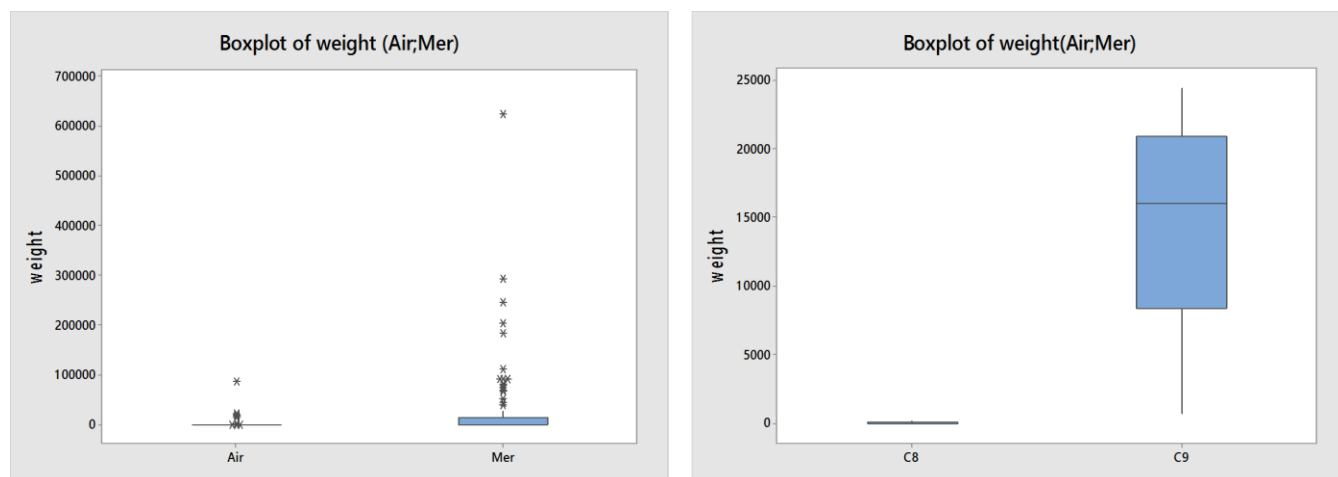 Boxplot of weight (Air;Mer)
700000
600000
500000
400000
300000
200000
100000
0
weight
Air
Mer
Boxplot of weight(Air;Mer)
25000
20000
15000
10000
5000
0
weight
C8
C9